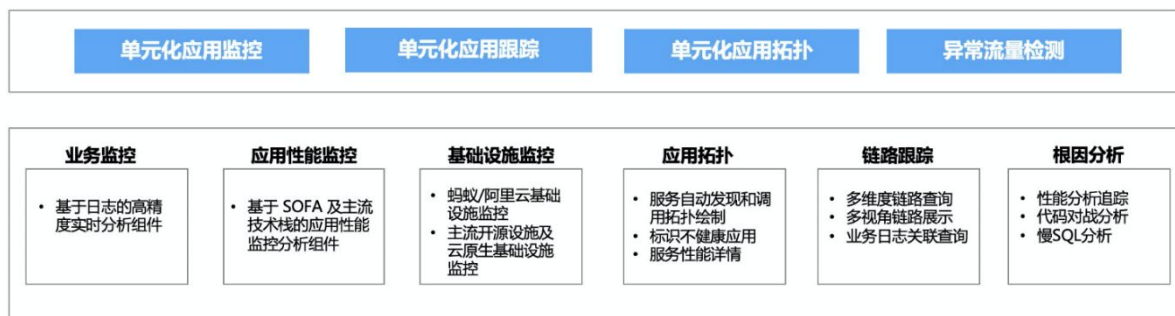 单元化应用监控
单元化应用跟踪
单元化应用拓扑
异常流量检测
业务监控
• 基于日志的高精
度实时分析组件
应用性能监控
• 基于 SOFA 及主流
技术栈的应用性能
监控分析组件
基础设施监控
• 蚂蚁/阿里云基础
设施监控
• 主流开源设施及
云原生基础设施
监控
应用拓扑
• 服务自动发现和调
用拓扑绘制
• 标识不健康应用
• 服务性能详情
链路跟踪
• 多维度链路查询
• 多视角链路展示
• 业务日志关联查询
根因分析
• 性能分析追踪
• 代码对战分析
• 慢SQL分析